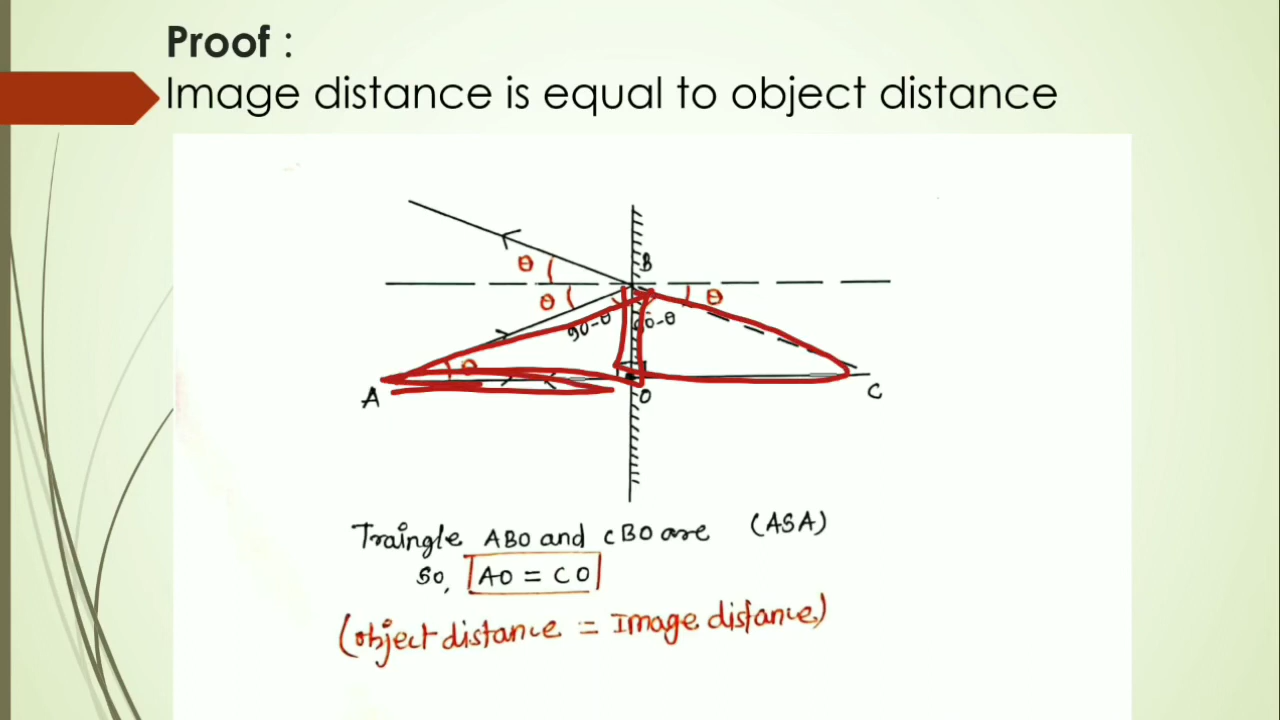 Proof :
Image distance is equal to object distance
θ
B
θ
θ
90-θ
90-θ
θ
A
O
C
Traingle ABO and CBO are (ASA)
So, AO = CO
(object distance = Image distance)